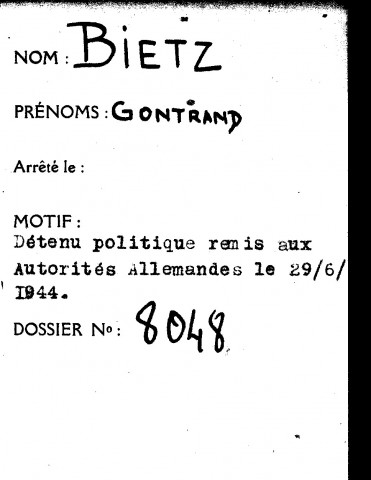 NOM : BIETZ
PRÉNOMS : GONTRAND
Arrêté le :
MOTIF :
Détenu politique remis aux
Autorités Allemandes le 29/6/
1944.
DOSSIER No : 8048